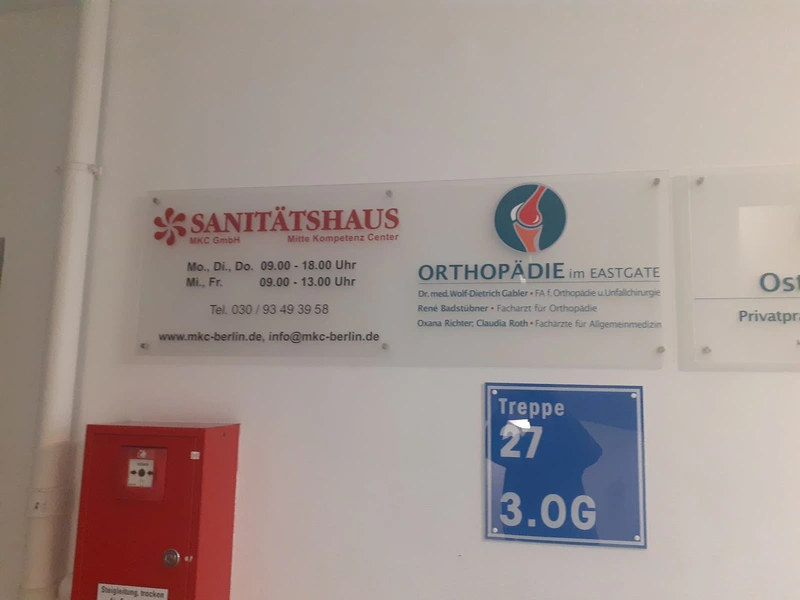 SANITÄTSHAUS
MKC GmbH Mitte Kompetenz Center
Mo., Di., Do. 09.00 - 18.00 Uhr
Mi., Fr. 09.00 - 13.00 Uhr
Tel. 030 / 93 49 39 58
www.mkc-berlin.de, info@mkc-berlin.de
ORTHOPÄDIE im EASTGATE
Dr. med. Wolf-Dietrich Gabler • FA f. Orthopädie u. Unfallchirurgie
René Badstübner • Facharzt für Orthopädie
Oxana Richter; Claudia Roth • Fachärzte für Allgemeinmedizin
Ost
Privatpra
Treppe
27
3.OG
Steigleitung, trocken